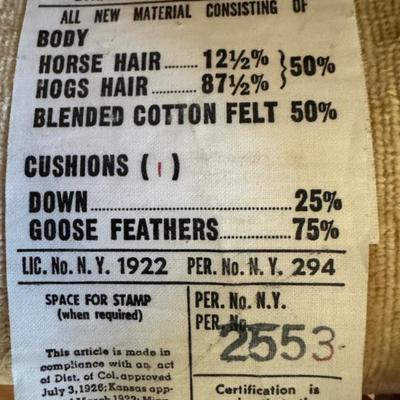 ALL NEW MATERIAL CONSISTING OF
BODY
HORSE HAIR ......... 12½% } 50%
HOGS HAIR ......... 87½%
BLENDED COTTON FELT 50%
CUSHIONS ( 1 )
DOWN ......... 25%
GOOSE FEATHERS ......... 75%
LIC. No. N. Y. 1922 PER. No. N. Y. 294
SPACE FOR STAMP
(when required)
This article is made in
compliance with an act
of Dist. of Col. approved
July 3, 1926; Kansas app-
March 1923;
PER. No. N.Y.
PER. No.
2553
Certification is